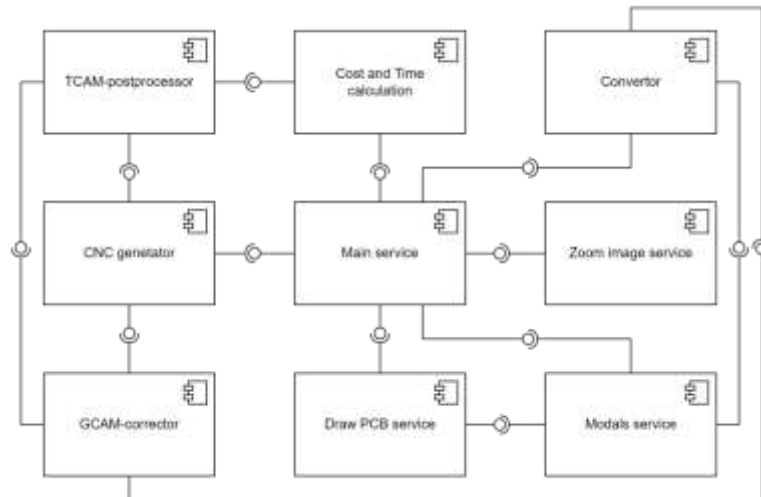 TCAM-postprocessor
Cost and Time
calculation
Convertor
CNC genetator
Main service
Zoom image service
GCAM-corrector
Draw PCB service
Modals service